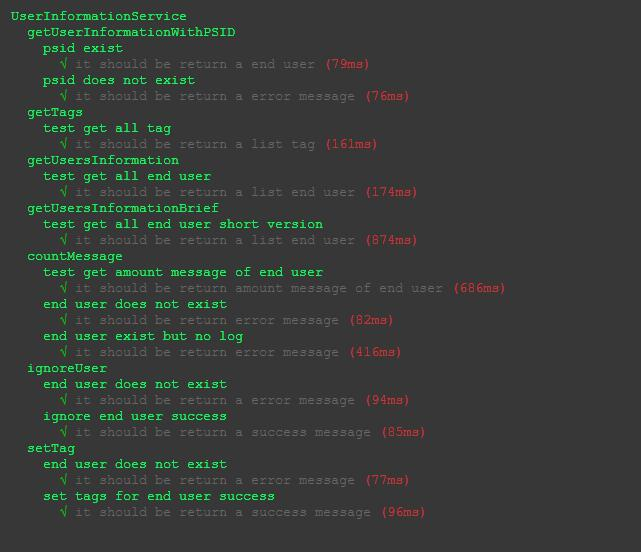 UserInformationService
getUserInformationWithPSID
psid exist
√ it should be return a end user (79ms)
psid does not exist
√ it should be return a error message (76ms)
getTags
test get all tag
√ it should be return a list tag (161ms)
getUsersInformation
test get all end user
√ it should be return a list end user (174ms)
getUsersInformationBrief
test get all end user short version
√ it should be return a list end user (874ms)
countMessage
test get amount message of end user
√ it should be return amount message of end user (686ms)
end user does not exist
√ it should be return error message (82ms)
end user exist but no log
√ it should be return error message (416ms)
ignoreUser
end user does not exist
√ it should be return a error message (94ms)
ignore end user success
√ it should be return a success message (85ms)
setTag
end user does not exist
√ it should be return a error message (77ms)
set tags for end user success
√ it should be return a success message (96ms)